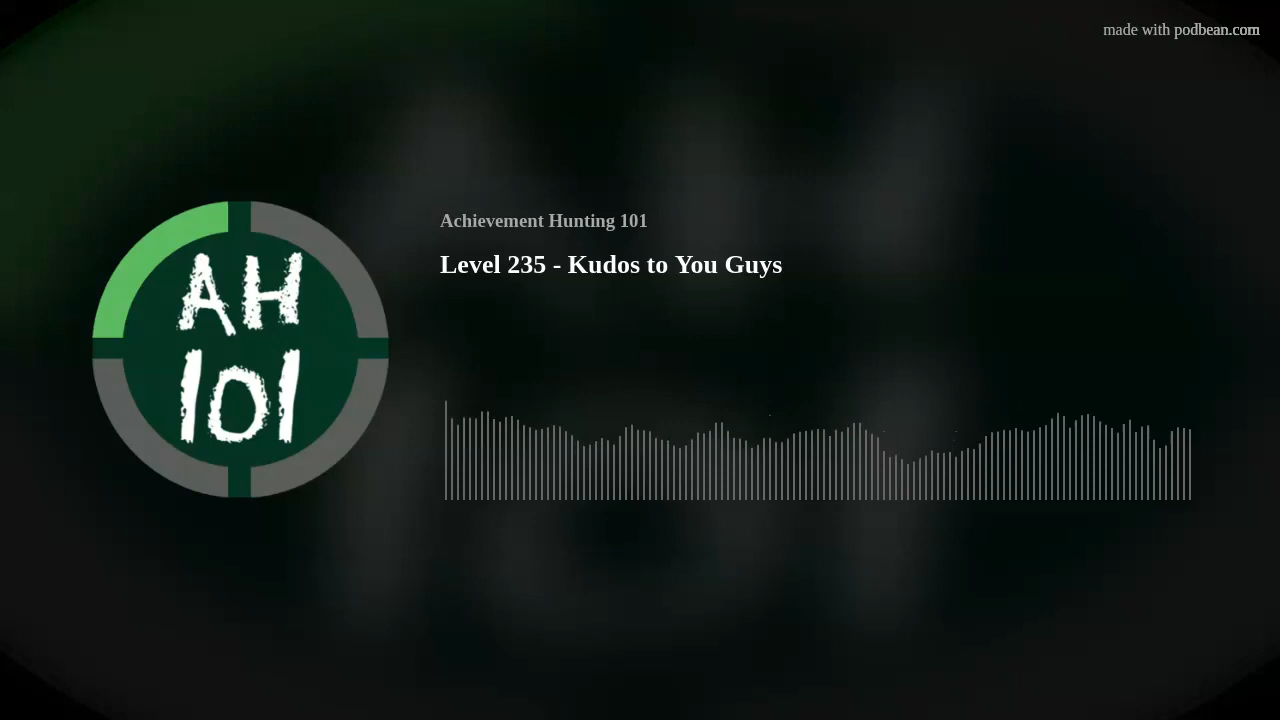 made with podbean.com
Achievement Hunting 101
Level 235 - Kudos to You Guys
AH
101